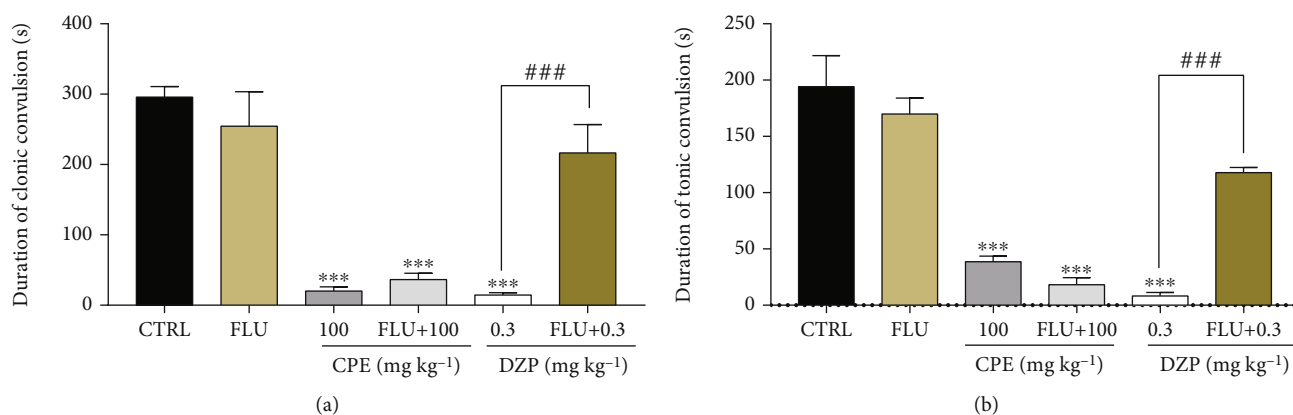 Duration of clonic convulsion (s)
400
300
200
100
0
***
***
***
###
CTRL FLU 100 FLU+100 0.3 FLU+0.3
CPE (mg kg⁻¹) DZP (mg kg⁻¹)
(a)
Duration of tonic convulsion (s)
250
200
150
100
50
0
***
***
***
###
CTRL FLU 100 FLU+100 0.3 FLU+0.3
CPE (mg kg⁻¹) DZP (mg kg⁻¹)
(b)